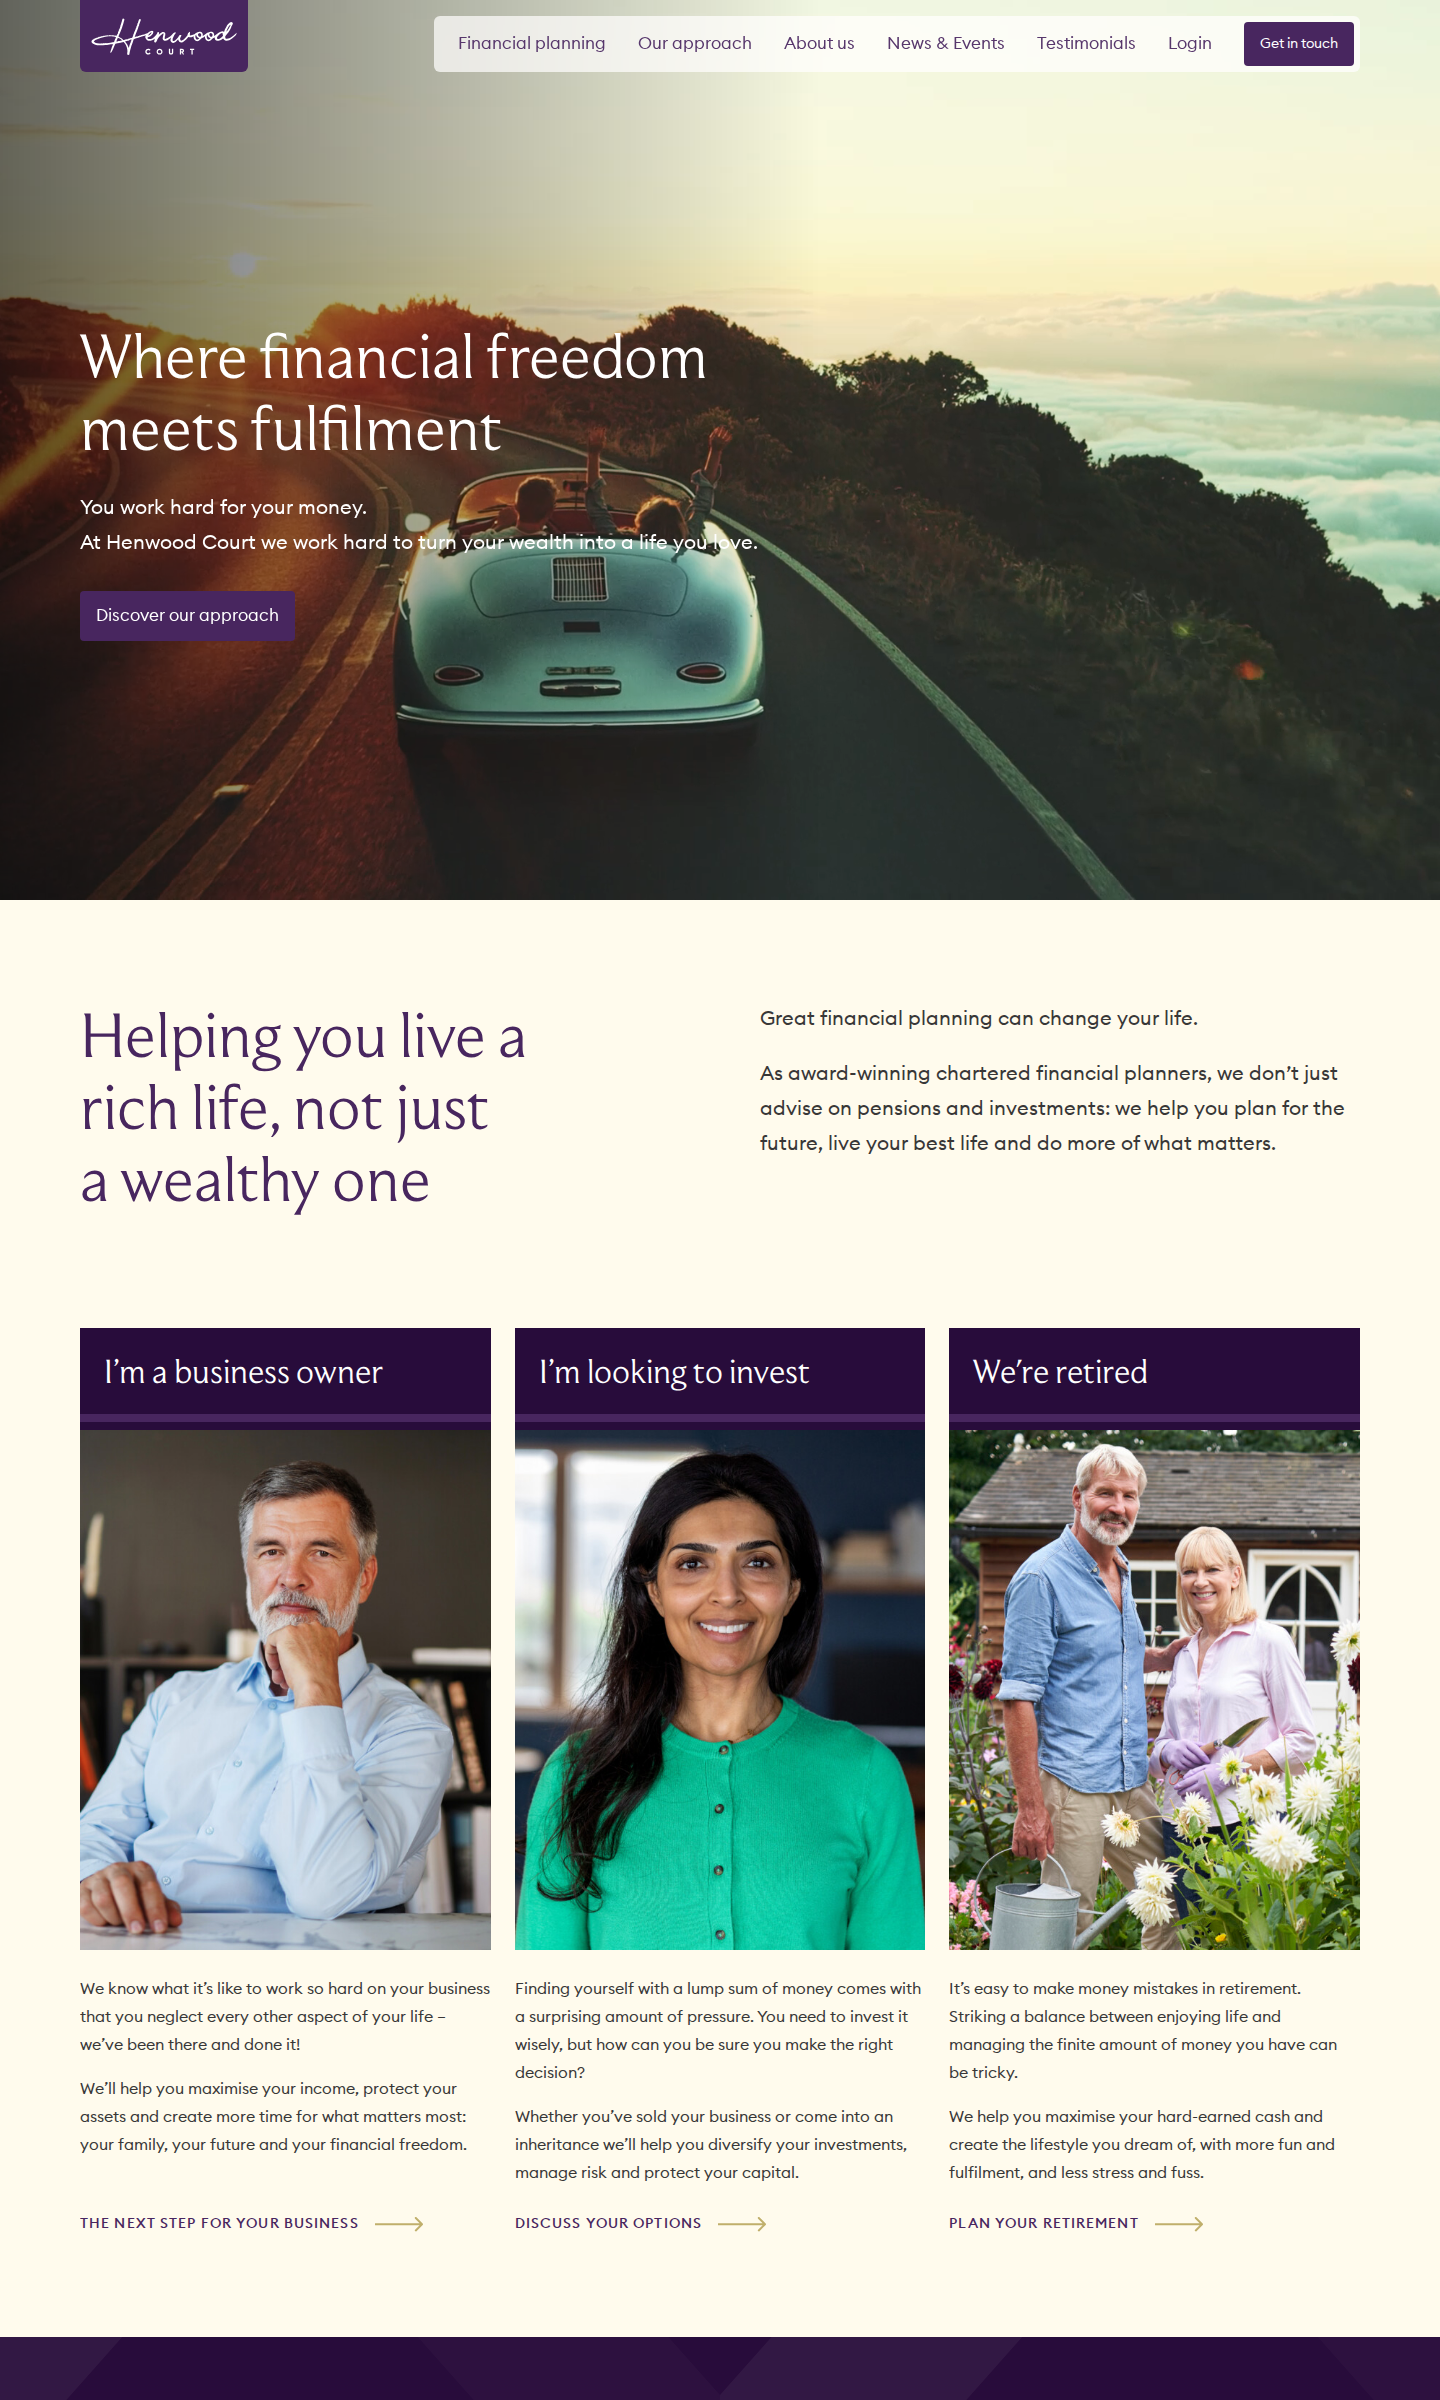 Henwood
COURT
Financial planning
Our approach
About us
News & Events
Testimonials
Login
Get in touch
Where financial freedom
meets fulfilment
You work hard for your money.
At Henwood Court we work hard to turn your wealth into a life you love.
Discover our approach
Helping you live a
rich life, not just
a wealthy one
Great financial planning can change your life.
As award-winning chartered financial planners, we don’t just
advise on pensions and investments: we help you plan for the
future, live your best life and do more of what matters.
I’m a business owner
We know what it’s like to work so hard on your business
that you neglect every other aspect of your life –
we’ve been there and done it!
We’ll help you maximise your income, protect your
assets and create more time for what matters most:
your family, your future and your financial freedom.
THE NEXT STEP FOR YOUR BUSINESS
I’m looking to invest
Finding yourself with a lump sum of money comes with
a surprising amount of pressure. You need to invest it
wisely, but how can you be sure you make the right
decision?
Whether you’ve sold your business or come into an
inheritance we’ll help you diversify your investments,
manage risk and protect your capital.
DISCUSS YOUR OPTIONS
We’re retired
It’s easy to make money mistakes in retirement.
Striking a balance between enjoying life and
managing the finite amount of money you have can
be tricky.
We help you maximise your hard-earned cash and
create the lifestyle you dream of, with more fun and
fulfilment, and less stress and fuss.
PLAN YOUR RETIREMENT